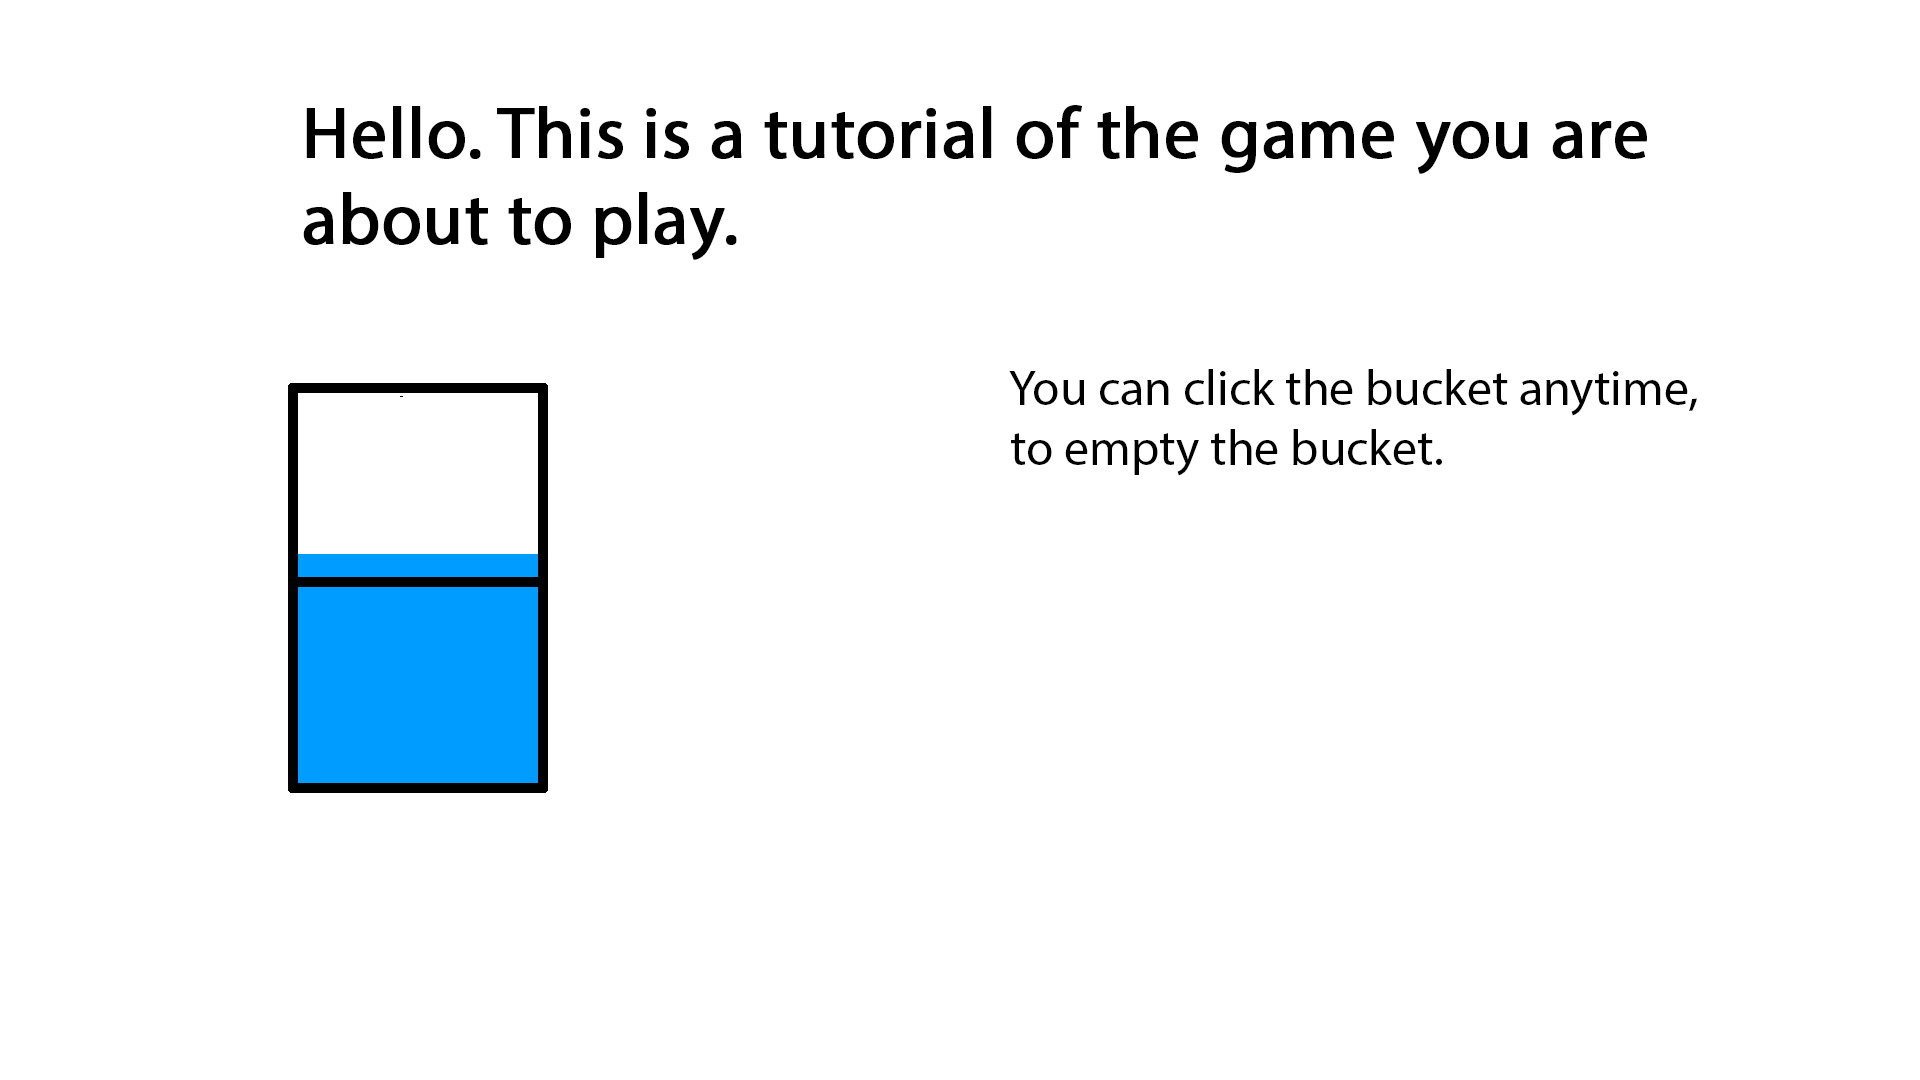 Hello. This is a tutorial of the game you are
about to play.
You can click the bucket anytime,
to empty the bucket.